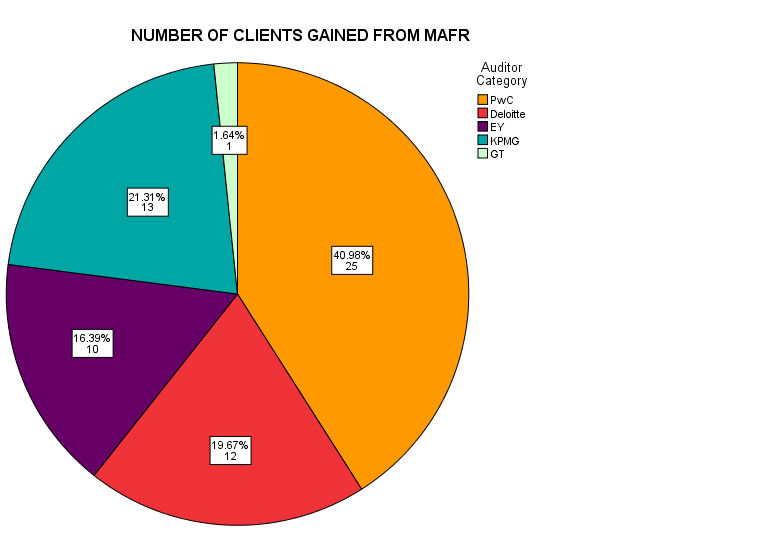 NUMBER OF CLIENTS GAINED FROM MAFR
Auditor
Category
PwC
Deloitte
EY
KPMG
GT
1.64%
1
21.31%
13
40.98%
25
16.39%
10
19.67%
12